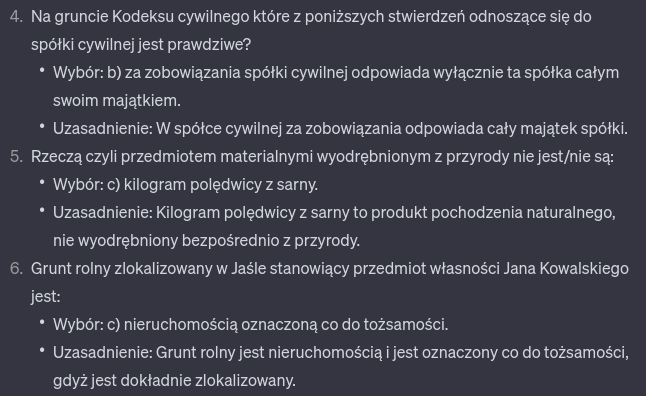 4. Na gruncie Kodeksu cywilnego które z poniższych stwierdzeń odnoszące się do
spółki cywilnej jest prawdziwe?
• Wybór: b) za zobowiązania spółki cywilnej odpowiada wyłącznie ta spółka całym
swoim majątkiem.
• Uzasadnienie: W spółce cywilnej za zobowiązania odpowiada cały majątek spółki.
5. Rzeczą czyli przedmiotem materialnymi wyodrębnionym z przyrody nie jest/nie są:
• Wybór: c) kilogram polędwicy z sarny.
• Uzasadnienie: Kilogram polędwicy z sarny to produkt pochodzenia naturalnego,
nie wyodrębniony bezpośrednio z przyrody.
6. Grunt rolny zlokalizowany w Jaśle stanowiący przedmiot własności Jana Kowalskiego
jest:
• Wybór: c) nieruchomością oznaczoną co do tożsamości.
• Uzasadnienie: Grunt rolny jest nieruchomością i jest oznaczony co do tożsamości,
gdyż jest dokładnie zlokalizowany.